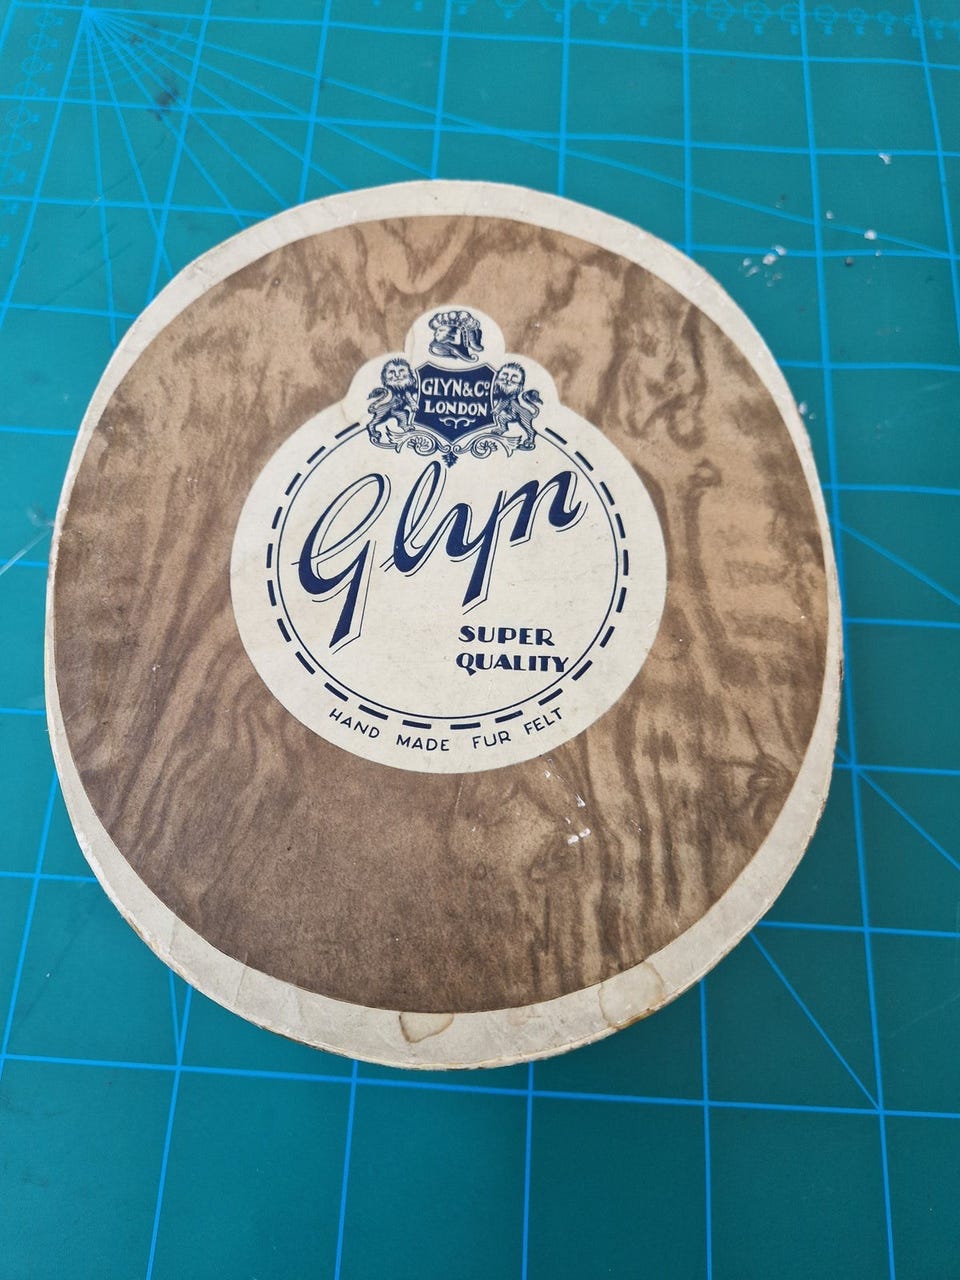 GLYN & Co.
LONDON
Glyn
SUPER
QUALITY
HAND MADE FUR FELT